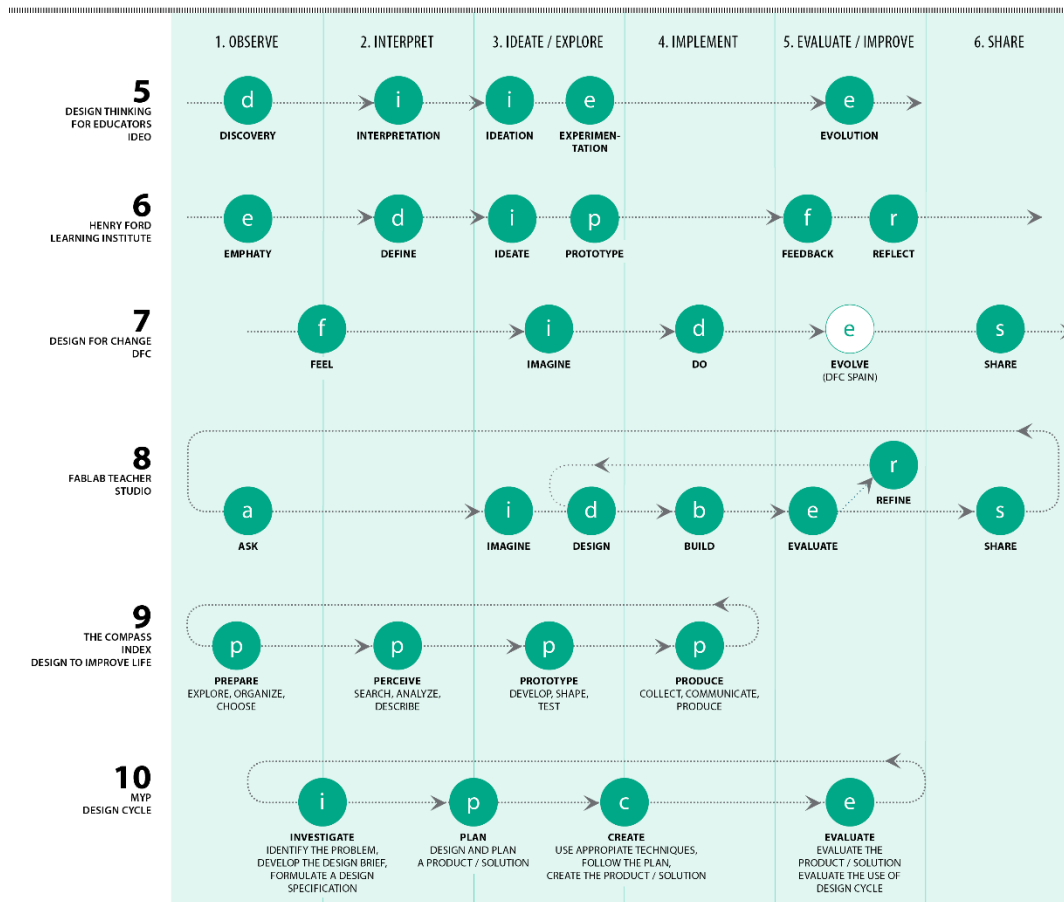 1. OBSERVE
2. INTERPRET
3. IDEATE / EXPLORE
4. IMPLEMENT
5. EVALUATE / IMPROVE
6. SHARE
5
DESIGN THINKING
FOR EDUCATORS
IDEO
d
DISCOVERY
i
INTERPRETATION
i
IDEATION
e
EXPERIMEN-
TATION
e
EVOLUTION
6
HENRY FORD
LEARNING INSTITUTE
e
EMPHATY
d
DEFINE
i
IDEATE
p
PROTOTYPE
f
FEEDBACK
r
REFLECT
7
DESIGN FOR CHANGE
DFC
f
FEEL
i
IMAGINE
d
DO
e
EVOLVE
(DFC SPAIN)
s
SHARE
8
FABLAB TEACHER
STUDIO
a
ASK
i
IMAGINE
d
DESIGN
b
BUILD
e
EVALUATE
r
REFINE
s
SHARE
9
THE COMPASS
INDEX
DESIGN TO IMPROVE LIFE
p
PREPARE
EXPLORE, ORGANIZE,
CHOOSE
p
PERCEIVE
SEARCH, ANALYZE,
DESCRIBE
p
PROTOTYPE
DEVELOP, SHAPE,
TEST
p
PRODUCE
COLLECT, COMMUNICATE,
PRODUCE
10
MYP
DESIGN CYCLE
i
INVESTIGATE
IDENTIFY THE PROBLEM,
DEVELOP THE DESIGN BRIEF,
FORMULATE A DESIGN
SPECIFICATION
p
PLAN
DESIGN AND PLAN
A PRODUCT / SOLUTION
c
CREATE
USE APPROPIATE TECHNIQUES,
FOLLOW THE PLAN,
CREATE THE PRODUCT / SOLUTION
e
EVALUATE
EVALUATE THE
PRODUCT / SOLUTION
EVALUATE THE USE OF
DESIGN CYCLE